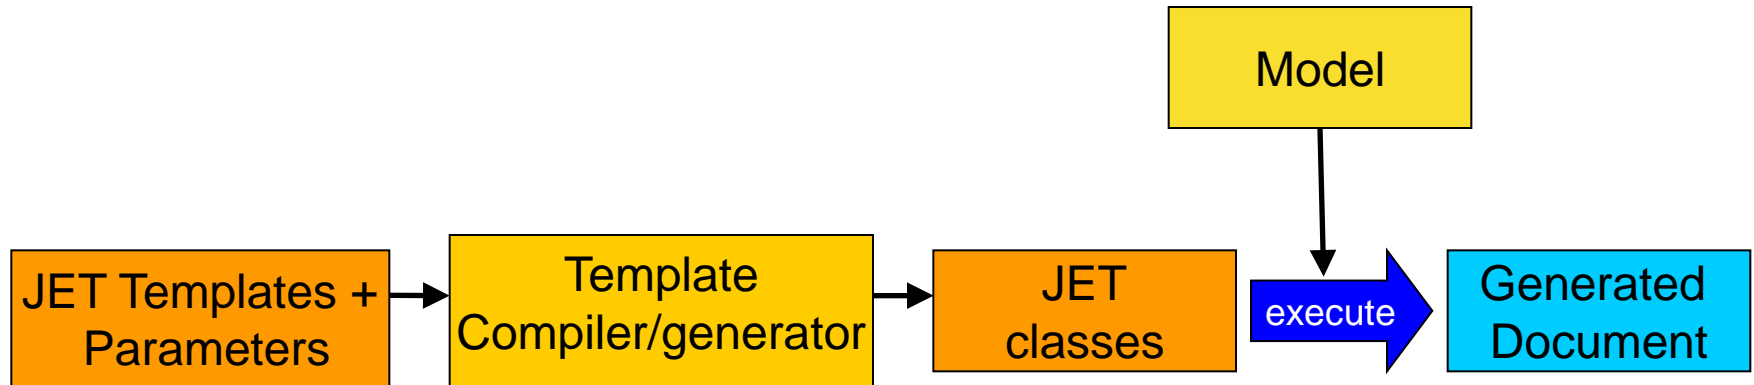 Model
JET Templates +
Parameters
Template
Compiler/generator
JET
classes
execute
Generated
Document